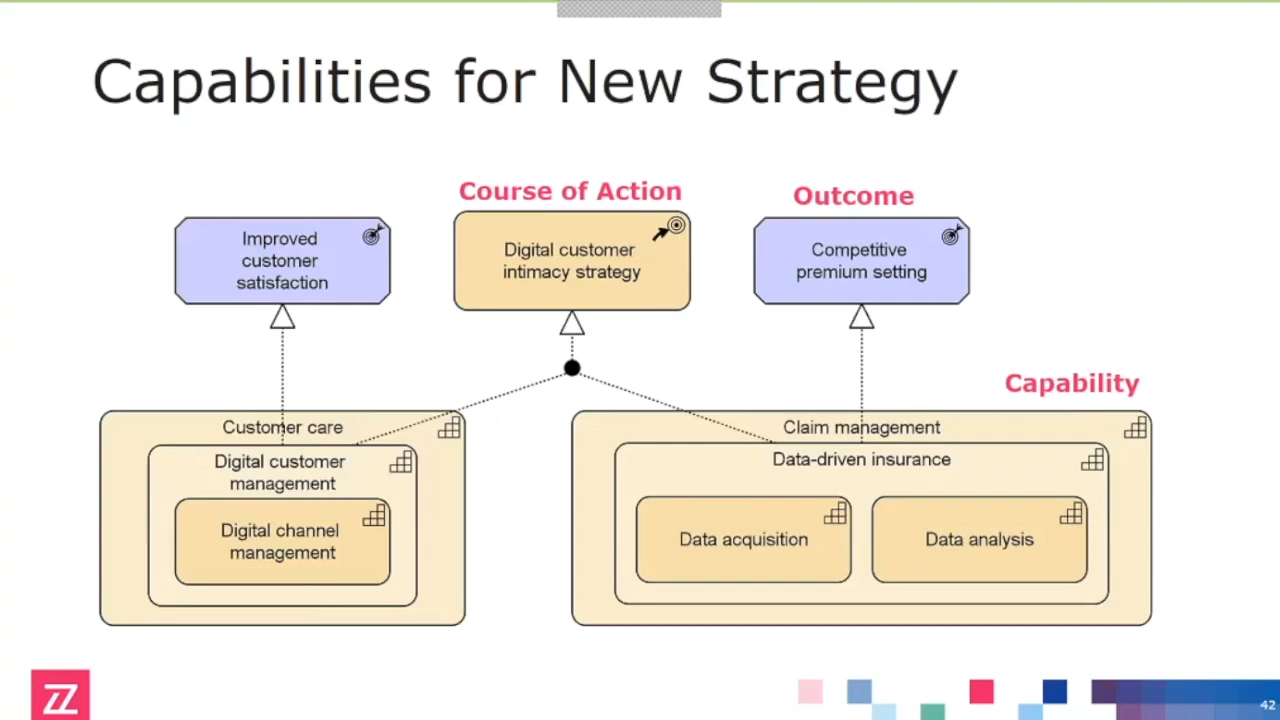 Capabilities for New Strategy
Course of Action
Outcome
Improved
customer
satisfaction
Digital customer
intimacy strategy
Competitive
premium setting
Capability
Customer care
Digital customer
management
Digital channel
management
Claim management
Data-driven insurance
Data acquisition
Data analysis
42